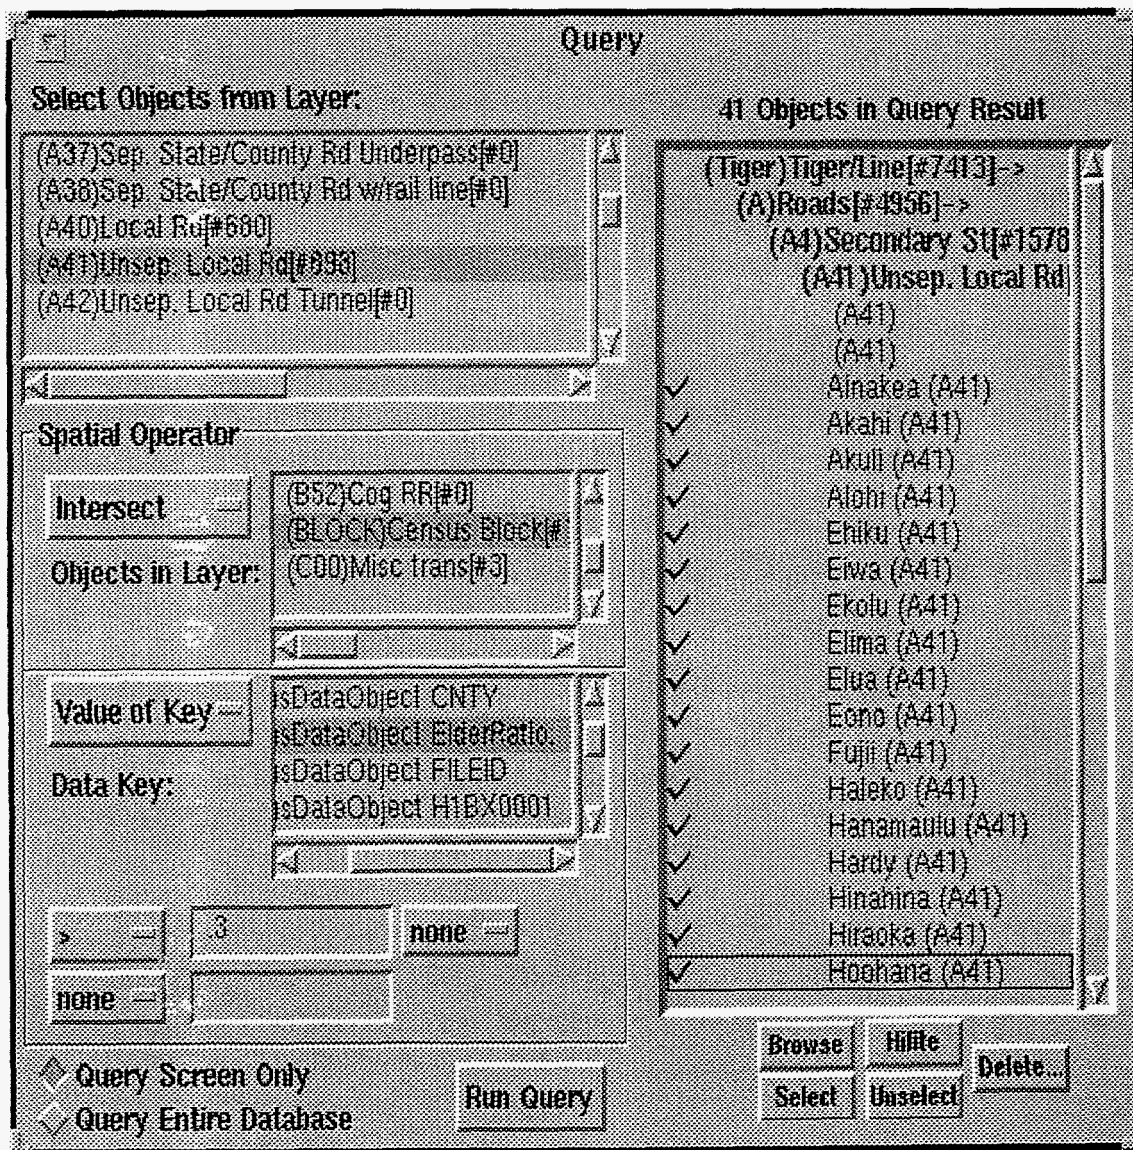 Query
Select Objects from Layer:
(A37)Sep. State/County Rd Underpass[#0]
(A38)Sep. State/County Rd w/rail line[#0]
(A40)Local Rd[#680]
(A41)Unsep. Local Rd[#893]
(A42)Unsep. Local Rd Tunnel[#0]
Spatial Operator
Intersect
Objects in Layer:
(B52)Cog RR[#0]
(BLOCK)Census Block[#
(C00)Misc trans[#3]
Value of Key
Data Key:
isDataObject CNTY
isDataObject ElderRatio.
isDataObject FILEID
isDataObject H1BX0001
>
.3
none
none
Query Screen Only
Query Entire Database
Run Query
41 Objects in Query Result
(Tiger)Tiger/Line[#7413]->
(A)Roads[#4956]->
(A4)Secondary St[#1578
(A41)Unsep. Local Rd
(A41)
(A41)
Ainakea (A41)
Akahi (A41)
Akuli (A41)
Alohi (A41)
Ehiku (A41)
Eiwa (A41)
Ekolu (A41)
Elima (A41)
Elua (A41)
Eono (A41)
Fujii (A41)
Haleko (A41)
Hanamaulu (A41)
Hardy (A41)
Hinahina (A41)
Hiraoka (A41)
Hoohana (A41)
Browse
Hilite
Delete...
Select
Unselect